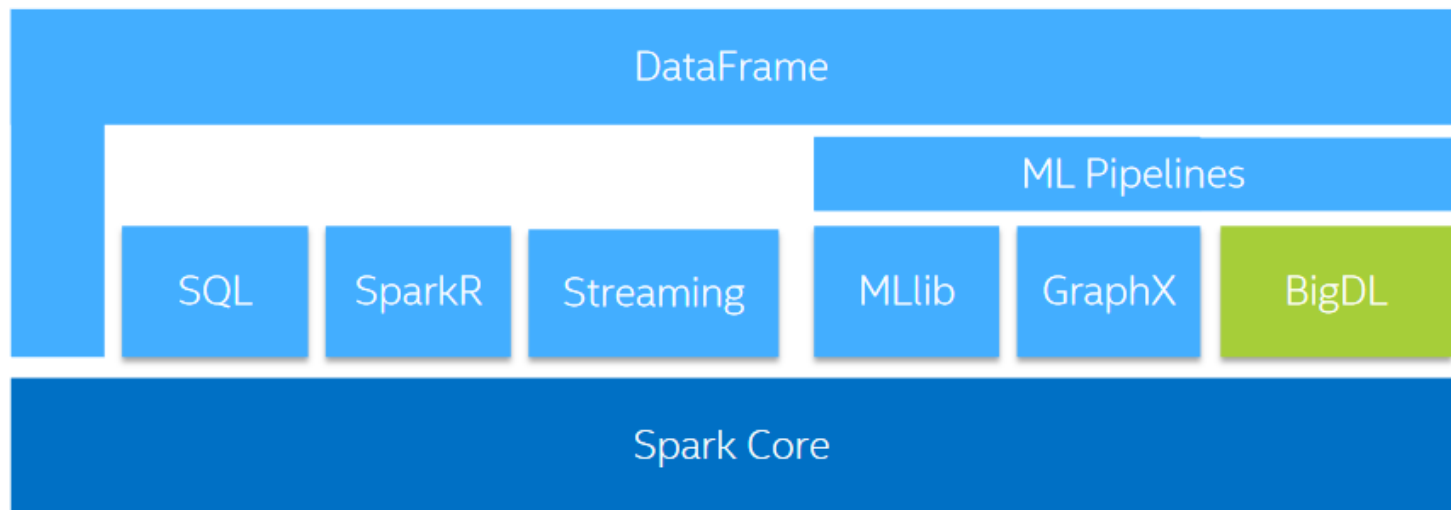 DataFrame
ML Pipelines
SQL
SparkR
Streaming
MLlib
GraphX
BigDL
Spark Core